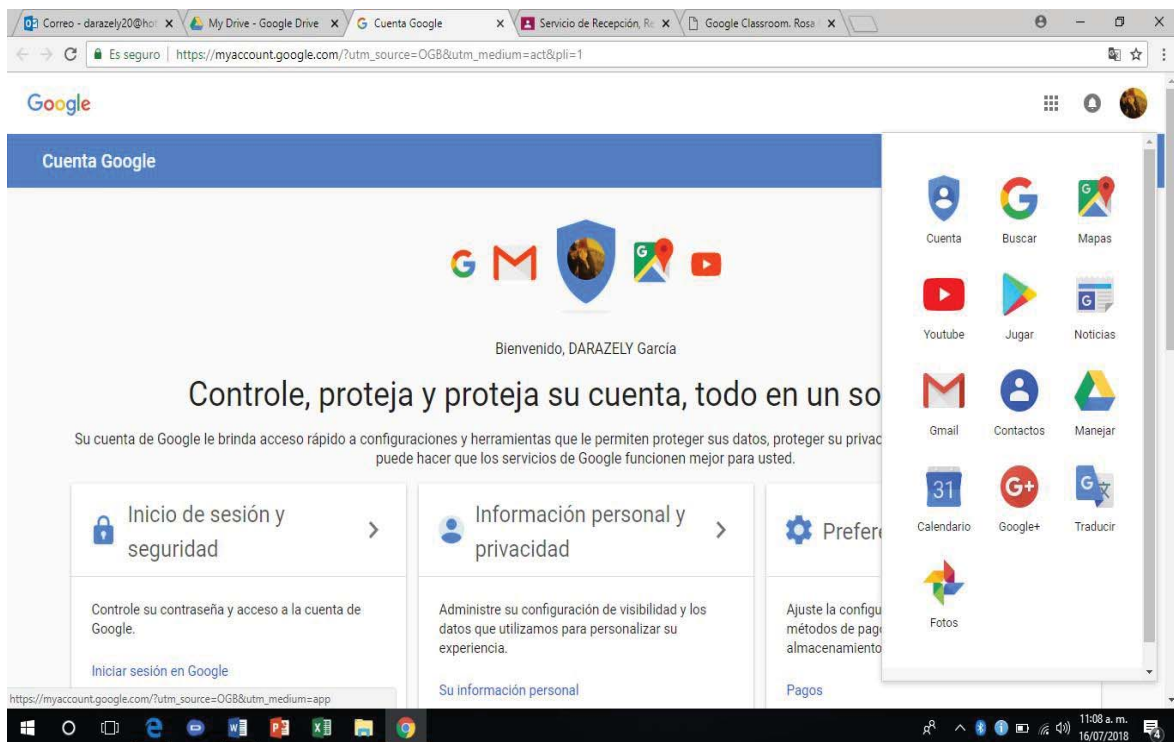 Correo - darazely20@hot
My Drive - Google Drive
Cuenta Google
Servicio de Recepción, Re
Google Classroom. Rosa
Es seguro | https://myaccount.google.com/?utm_source=OGB&utm_medium=act&pli=1
Google
Cuenta Google
Bienvenido, DARAZELY García
Controle, proteja y proteja su cuenta, todo en un so
Su cuenta de Google le brinda acceso rápido a configuraciones y herramientas que le permiten proteger sus datos, proteger su privac
puede hacer que los servicios de Google funcionen mejor para usted.
Inicio de sesión y
seguridad
Controle su contraseña y acceso a la cuenta de
Google.
Iniciar sesión en Google
Información personal y
privacidad
Administre su configuración de visibilidad y los
datos que utilizamos para personalizar su
experiencia.
Su información personal
Prefere
Ajuste la configu
métodos de pago
almacenamiento
Pagos
Cuenta
Buscar
Mapas
Youtube
Jugar
Noticias
Gmail
Contactos
Manejar
31
Calendario
G+
Google+
Traducir
Fotos
https://myaccount.google.com/?utm_source=OGB&utm_medium=app
11:08 a. m.
16/07/2018